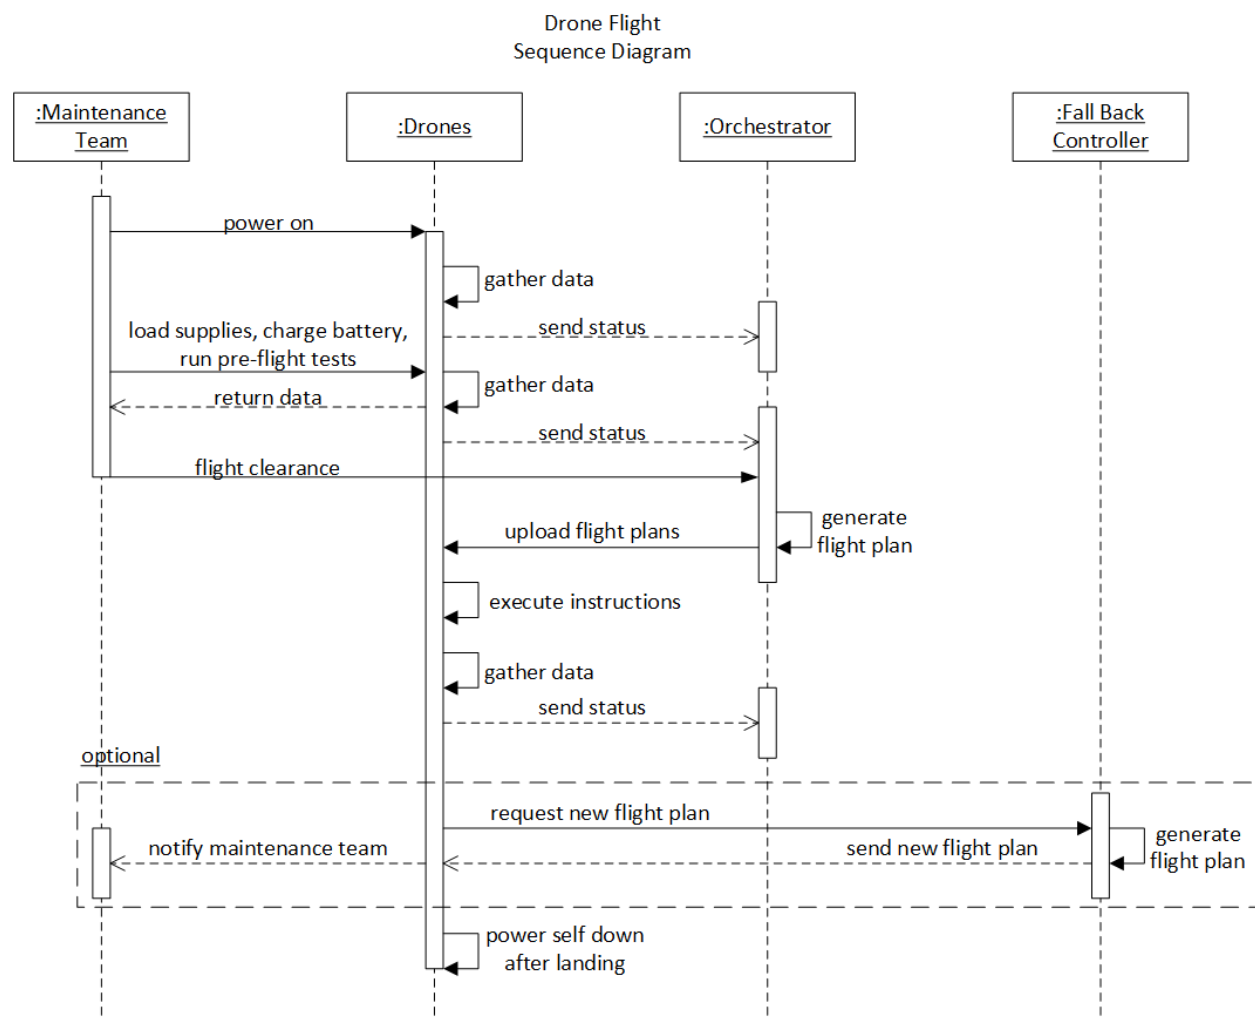 Drone Flight
Sequence Diagram
:Maintenance
Team
:Drones
:Orchestrator
:Fall Back
Controller
power on
gather data
send status
load supplies, charge battery,
run pre-flight tests
gather data
return data
send status
flight clearance
generate
flight plan
upload flight plans
execute instructions
gather data
send status
optional
request new flight plan
generate
flight plan
notify maintenance team
send new flight plan
power self down
after landing